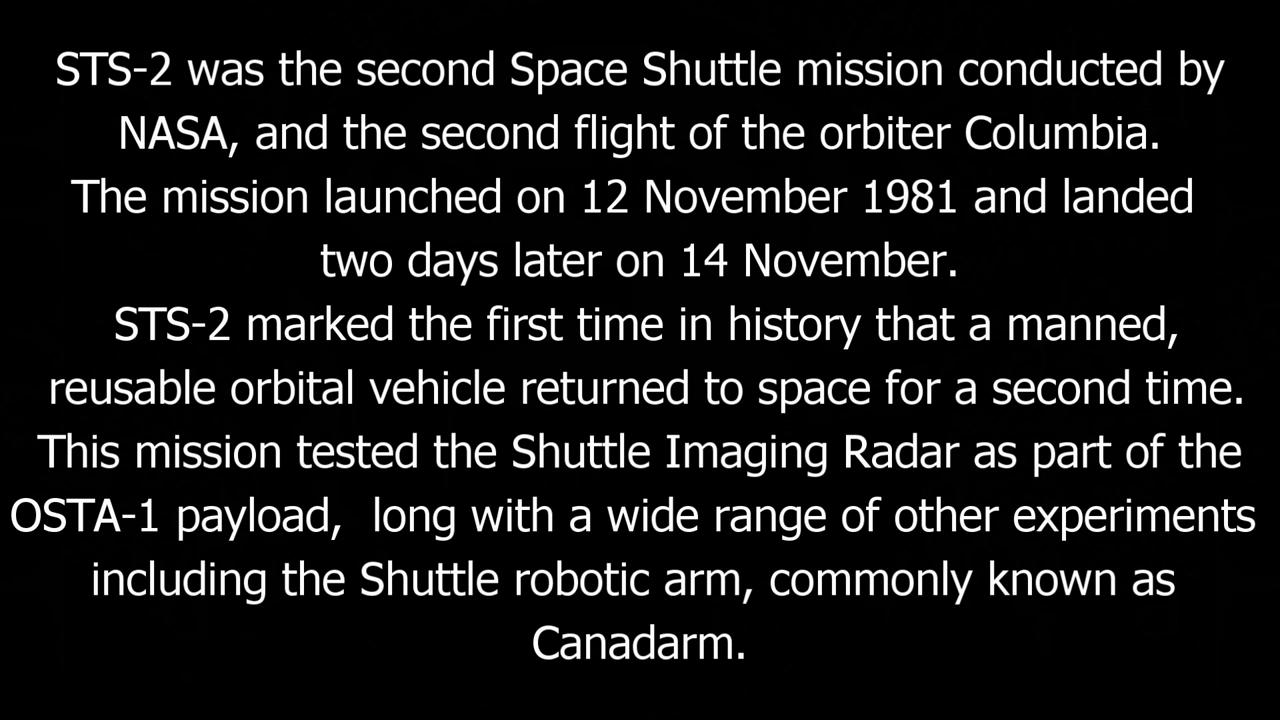 STS-2 was the second Space Shuttle mission conducted by
NASA, and the second flight of the orbiter Columbia.
The mission launched on 12 November 1981 and landed
two days later on 14 November.
STS-2 marked the first time in history that a manned,
reusable orbital vehicle returned to space for a second time.
This mission tested the Shuttle Imaging Radar as part of the
OSTA-1 payload,  long with a wide range of other experiments
including the Shuttle robotic arm, commonly known as
Canadarm.